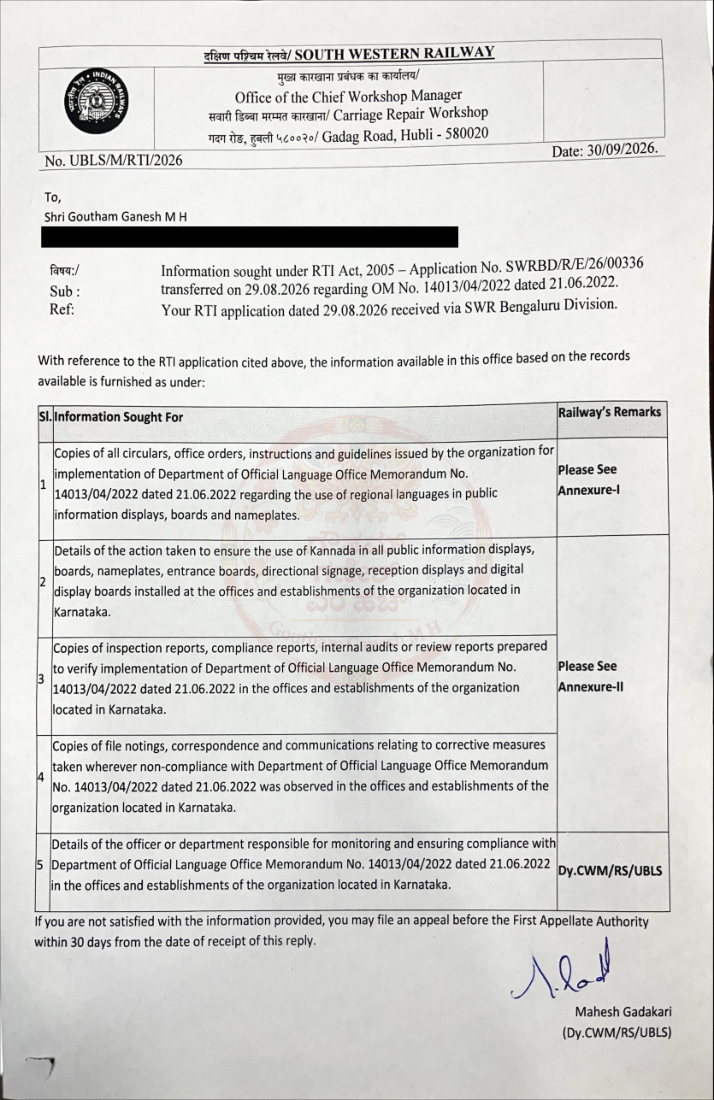 दक्षिण पश्चिम रेलवे/ SOUTH WESTERN RAILWAY
मुख्य कारखाना प्रबंधक का कार्यालय/
Office of the Chief Workshop Manager
सवारी डिब्बा मरम्मत कारखाना/ Carriage Repair Workshop
गदग रोड, हुबली ५८००२०/ Gadag Road, Hubli - 580020
INDIAN RAILWAYS
भारतीय रेल
No. UBLS/M/RTI/2026
Date: 30/09/2026.
To,
Shri Goutham Ganesh M H
विषय:/
Sub :
Information sought under RTI Act, 2005 – Application No. SWRBD/R/E/26/00336
transferred on 29.08.2026 regarding OM No. 14013/04/2022 dated 21.06.2022.
Ref:
Your RTI application dated 29.08.2026 received via SWR Bengaluru Division.
With reference to the RTI application cited above, the information available in this office based on the records
available is furnished as under:
Sl. Information Sought For Railway's Remarks
1
Copies of all circulars, office orders, instructions and guidelines issued by the organization for
implementation of Department of Official Language Office Memorandum No.
14013/04/2022 dated 21.06.2022 regarding the use of regional languages in public
information displays, boards and nameplates.
Please See
Annexure-I
2
Details of the action taken to ensure the use of Kannada in all public information displays,
boards, nameplates, entrance boards, directional signage, reception displays and digital
display boards installed at the offices and establishments of the organization located in
Karnataka.
3
Copies of inspection reports, compliance reports, internal audits or review reports prepared
to verify implementation of Department of Official Language Office Memorandum No.
14013/04/2022 dated 21.06.2022 in the offices and establishments of the organization
located in Karnataka.
Please See
Annexure-II
4
Copies of file notings, correspondence and communications relating to corrective measures
taken wherever non-compliance with Department of Official Language Office Memorandum
No. 14013/04/2022 dated 21.06.2022 was observed in the offices and establishments of the
organization located in Karnataka.
5
Details of the officer or department responsible for monitoring and ensuring compliance with
Department of Official Language Office Memorandum No. 14013/04/2022 dated 21.06.2022
in the offices and establishments of the organization located in Karnataka.
Dy.CWM/RS/UBLS
ಗೌತಮ್
ಗಣೇಶ್
ಎಂ ಹೆಚ್
Goutham Ganesh M H
If you are not satisfied with the information provided, you may file an appeal before the First Appellate Authority
within 30 days from the date of receipt of this reply.
Mahesh Gadakari
(Dy.CWM/RS/UBLS)